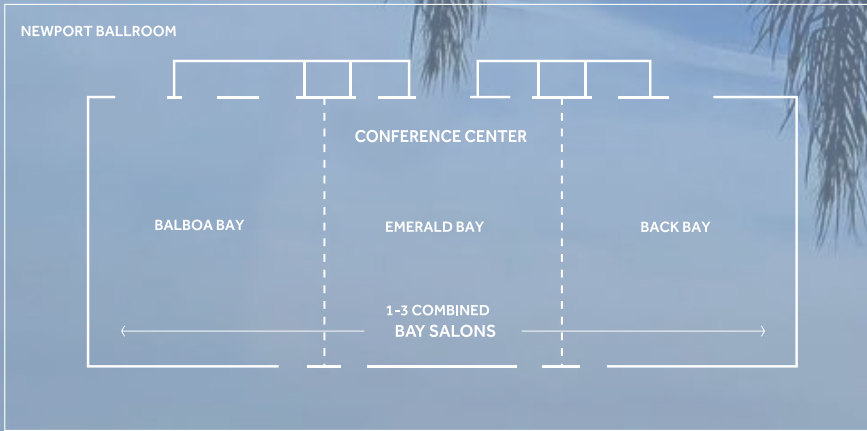 NEWPORT BALLROOM
CONFERENCE CENTER
BALBOA BAY
EMERALD BAY
BACK BAY
1-3 COMBINED
BAY SALONS